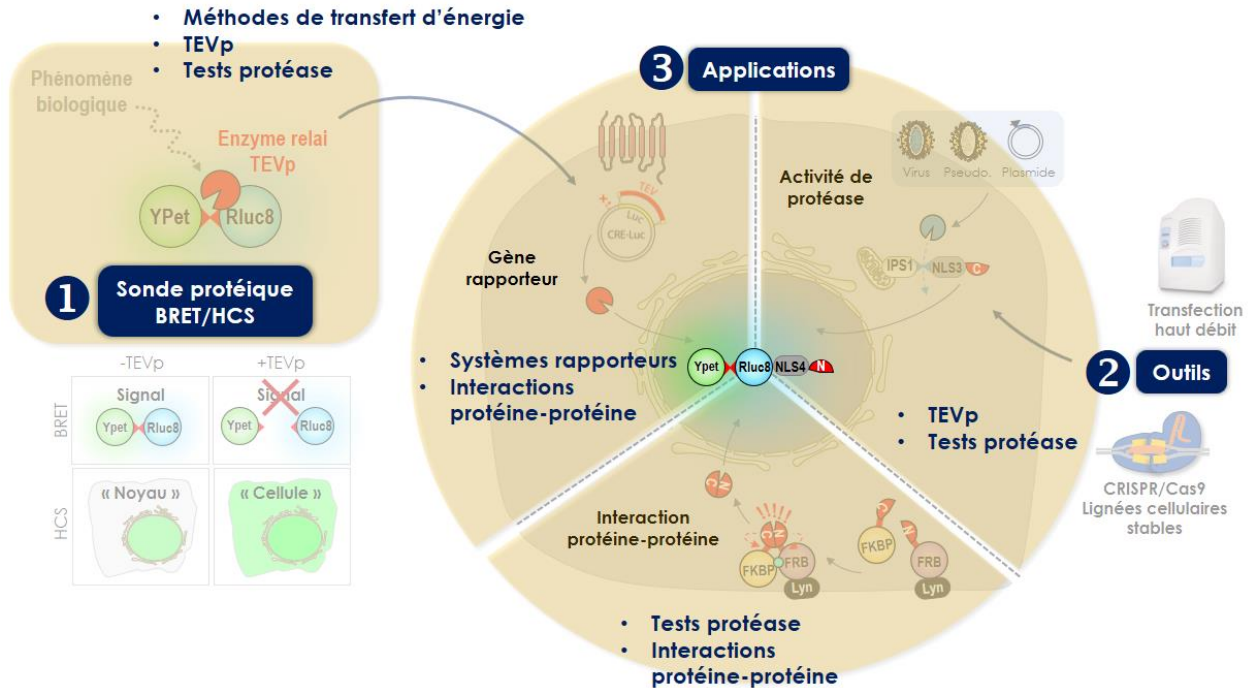 • Méthodes de transfert d'énergie
• TEVp
• Tests protéase
Phénomène
biologique
Enzyme relai
TEVp
YPet
Rluc8
1
Sonde protéique
BRET/HCS
-TEVp
+TEVp
BRET
Signal
Signal
Ypet
Rluc8
Ypet
Rluc8
HCS
« Noyau »
« Cellule »
3
Applications
TEV
Luc
CRE-Luc
Gène
rapporteur
• Systèmes rapporteurs
• Interactions
protéine-protéine
Activité de
protéase
Virus
Pseudo.
Plasmide
IPS1
NLS3
C
Ypet
Rluc8
NLS4
N
• TEVp
• Tests protéase
2
Outils
Transfection
haut débit
CRISPR/Cas9
Lignées cellulaires
stables
Interaction
protéine-protéine
N
C
N
C
FKBP
FRB
Lyn
C
FKBP
N
FRB
Lyn
• Tests protéase
• Interactions
protéine-protéine